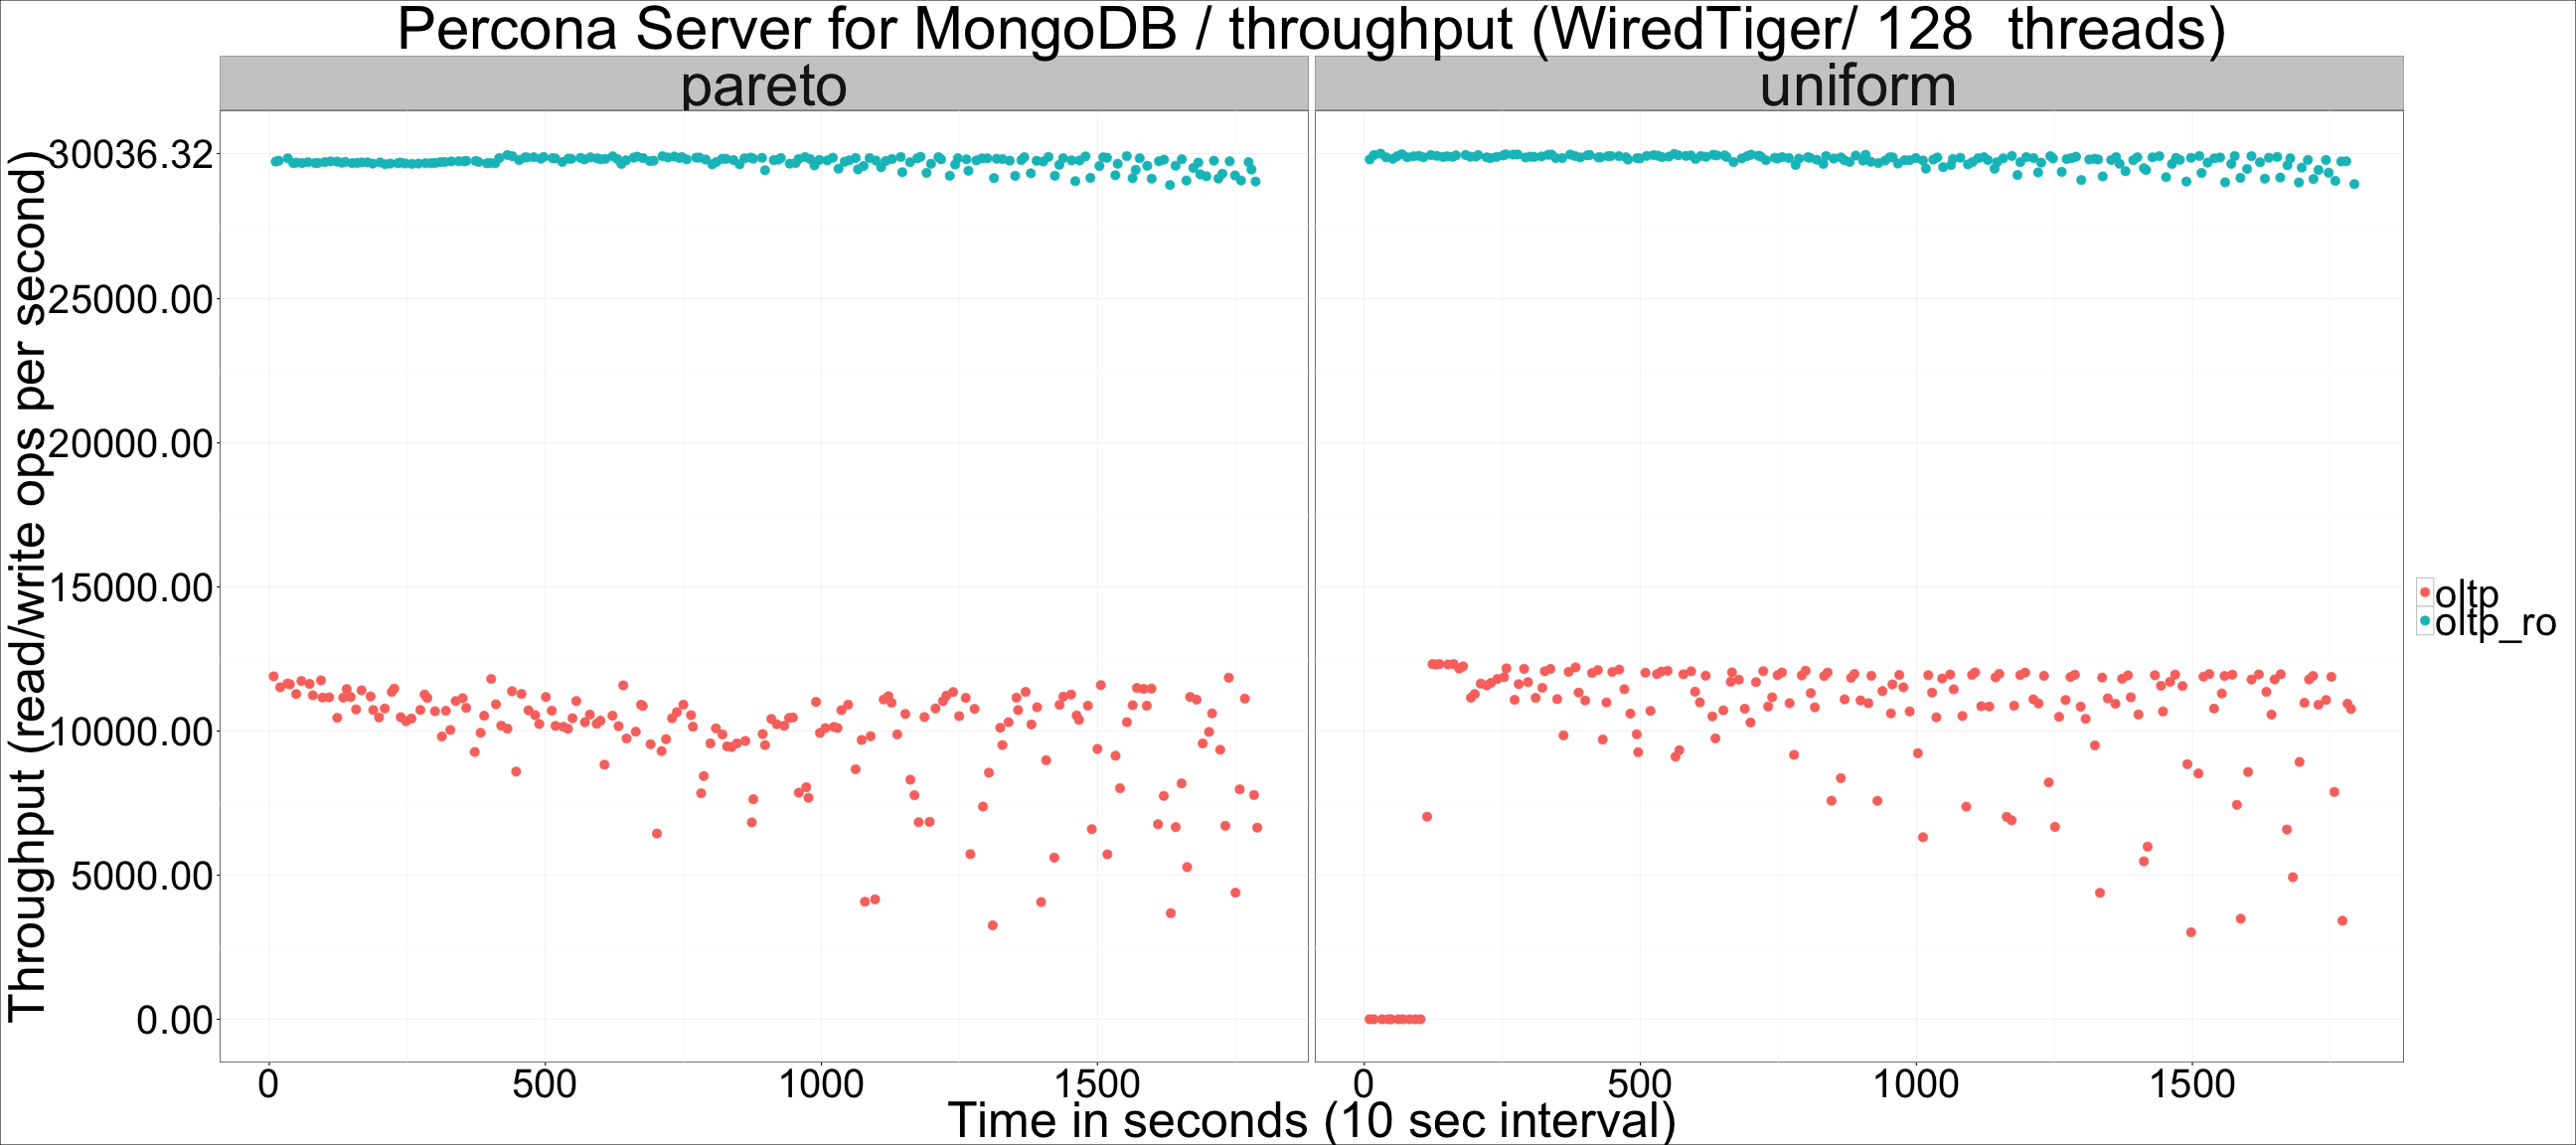 Percona Server for MongoDB / throughput (WiredTiger/ 128  threads)
pareto
uniform
Throughput (read/write ops per second)
30036.32
25000.00
20000.00
15000.00
10000.00
5000.00
0.00
0
500
1000
1500
0
500
1000
1500
Time in seconds (10 sec interval)
oltp
oltp_ro